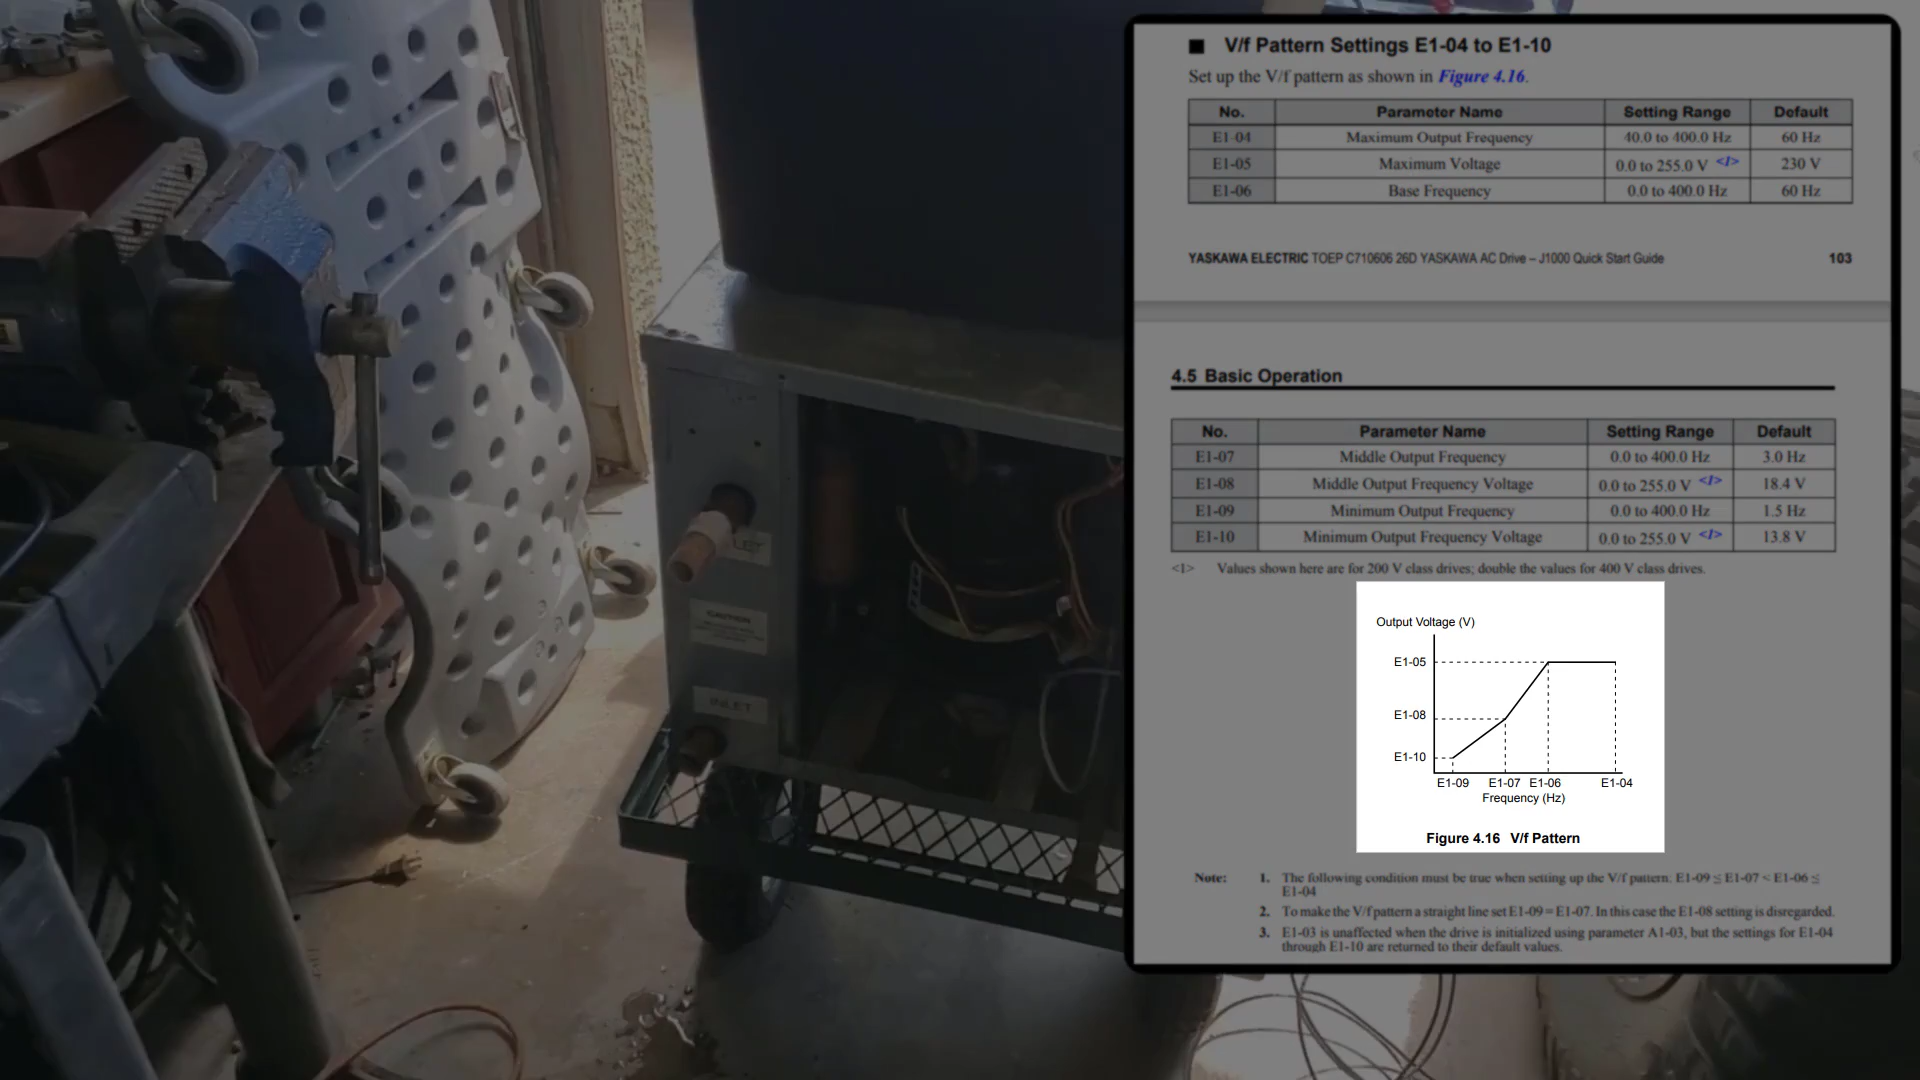 ■ V/f Pattern Settings E1-04 to E1-10
Set up the V/f pattern as shown in Figure 4.16.
No. Parameter Name Setting Range Default
E1-04 Maximum Output Frequency 40.0 to 400.0 Hz 60 Hz
E1-05 Maximum Voltage 0.0 to 255.0 V <1> 230 V
E1-06 Base Frequency 0.0 to 400.0 Hz 60 Hz
YASKAWA ELECTRIC TOEP C710606 26D YASKAWA AC Drive – J1000 Quick Start Guide 103
4.5 Basic Operation
No. Parameter Name Setting Range Default
E1-07 Middle Output Frequency 0.0 to 400.0 Hz 3.0 Hz
E1-08 Middle Output Frequency Voltage 0.0 to 255.0 V <1> 18.4 V
E1-09 Minimum Output Frequency 0.0 to 400.0 Hz 1.5 Hz
E1-10 Minimum Output Frequency Voltage 0.0 to 255.0 V <1> 13.8 V
<1> Values shown here are for 200 V class drives; double the values for 400 V class drives.
Output Voltage (V)
E1-05
E1-08
E1-10
E1-09 E1-07 E1-06 E1-04
Frequency (Hz)
Figure 4.16 V/f Pattern
Note: 1. The following condition must be true when setting up the V/f pattern: E1-09 ≤ E1-07 < E1-06 ≤
E1-04
2. To make the V/f pattern a straight line set E1-09 = E1-07. In this case the E1-08 setting is disregarded.
3. E1-03 is unaffected when the drive is initialized using parameter A1-03, but the settings for E1-04
through E1-10 are returned to their default values.
LET
CAUTION
INLET